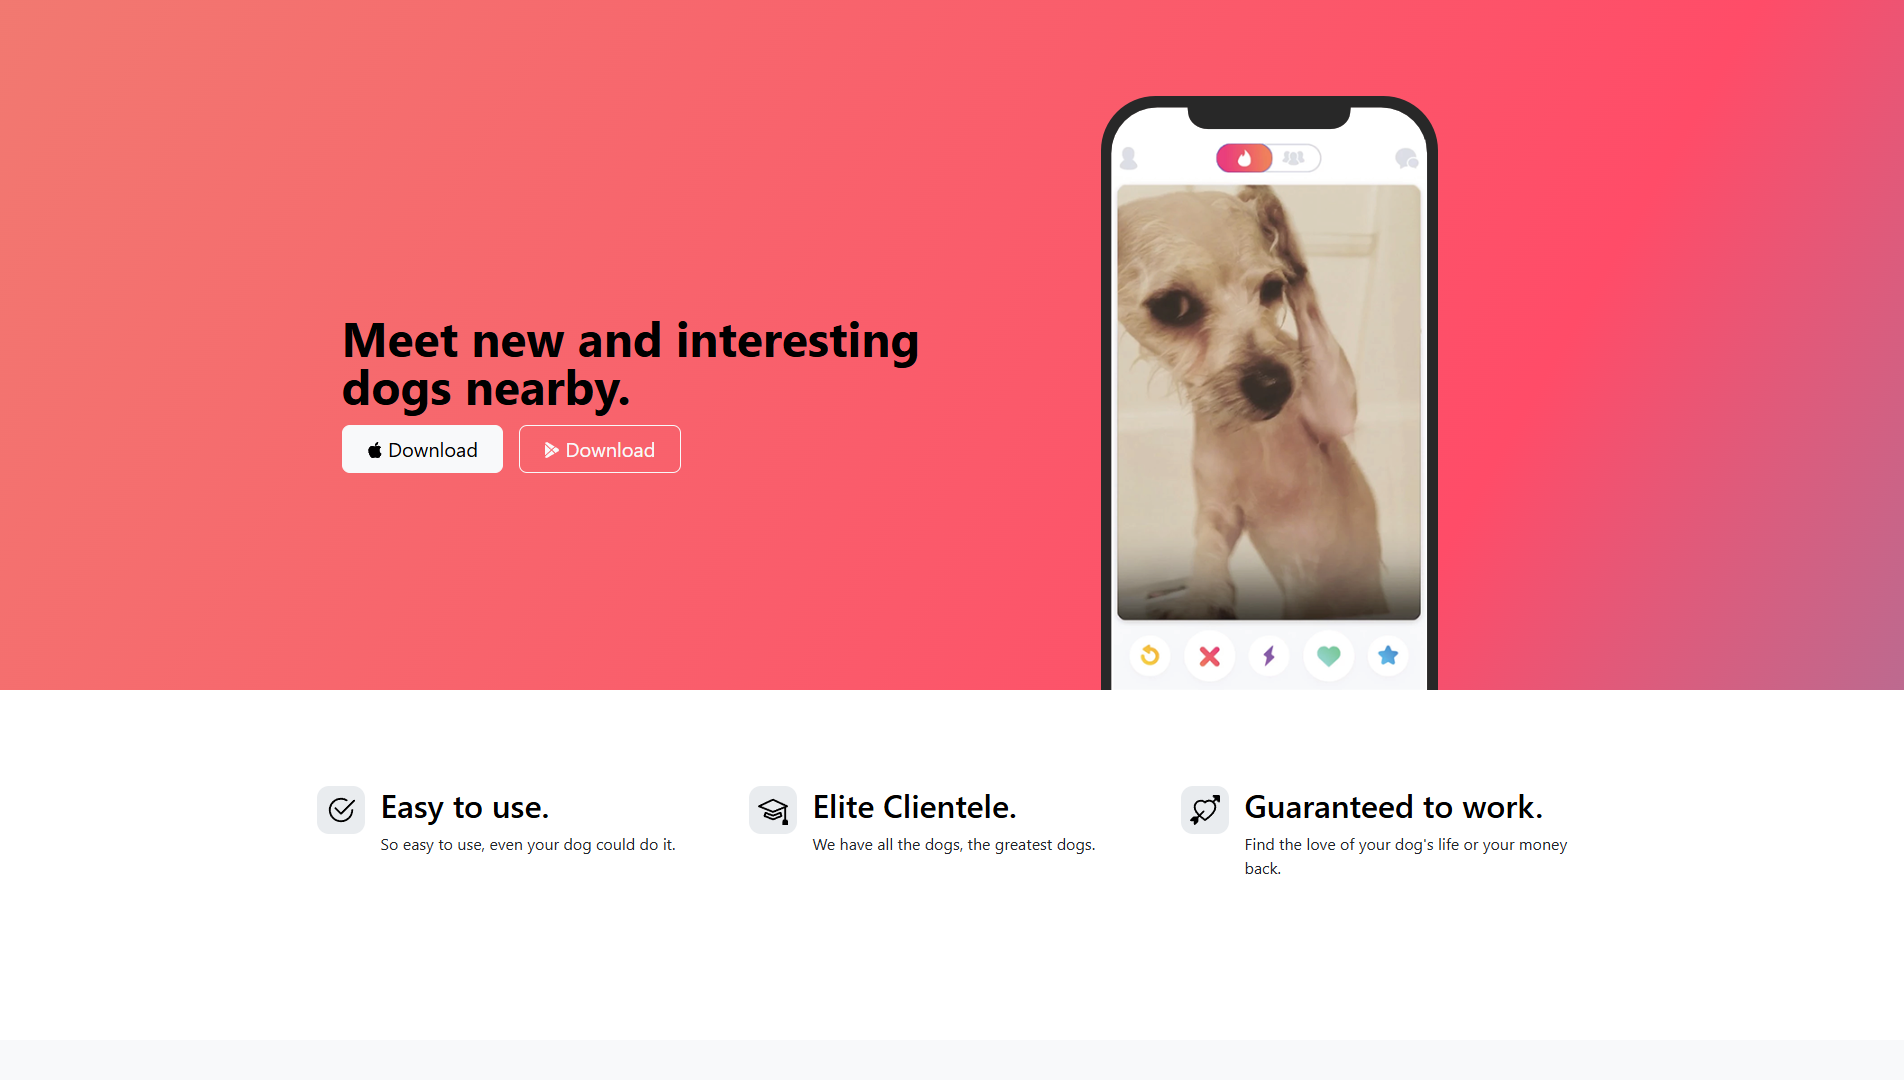 Meet new and interesting
dogs nearby.
Download
Download
Easy to use.
So easy to use, even your dog could do it.
Elite Clientele.
We have all the dogs, the greatest dogs.
Guaranteed to work.
Find the love of your dog's life or your money
back.